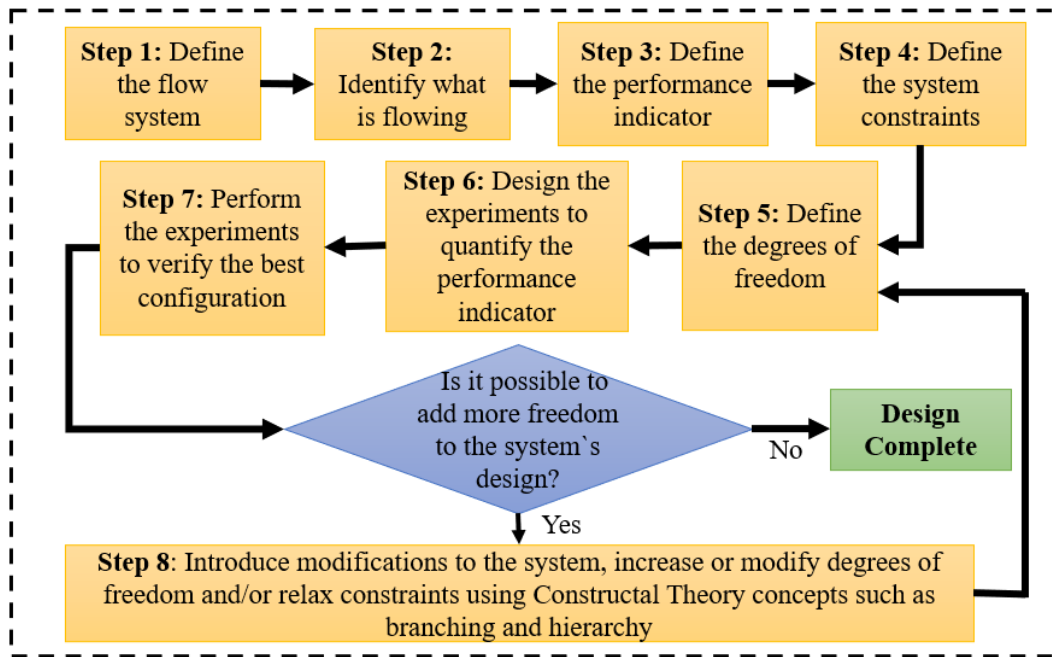 Step 1: Define
the flow
system
Step 2:
Identify what
is flowing
Step 3: Define
the performance
indicator
Step 4: Define
the system
constraints
Step 5: Define
the degrees of
freedom
Step 6: Design the
experiments to
quantify the
performance
indicator
Step 7: Perform
the experiments
to verify the best
configuration
Is it possible to
add more freedom
to the system`s
design?
No
Design
Complete
Yes
Step 8: Introduce modifications to the system, increase or modify degrees of
freedom and/or relax constraints using Constructal Theory concepts such as
branching and hierarchy